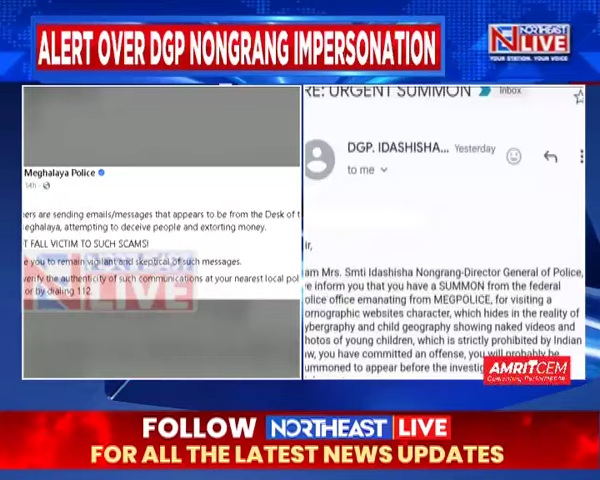 ALERT OVER DGP NONGRANG IMPERSONATION
NORTHEAST
LIVE
YOUR STATION. YOUR VOICE
Meghalaya Police
are sending emails/messages that appears to be from the Desk of
attempting to deceive people and extorting money.
FALL VICTIM TO SUCH SCAMS!
you to remain vigilant and skeptical of such messages.
verify the authenticity of such communications at your nearest local pol
or by dialing 112.
NORTHEAST
LIVE
RE: URGENT SUMMON Inbox
DGP. IDASHISHA... Yesterday
to me
ir,
am Mrs. Smti Idashisha Nongrang-Director General of Police,
e inform you that you have a SUMMON from the federal
olice office emanating from MEGPOLICE, for visiting a
ornographic websites character, which hides in the reality of
ybergraphy and child geography showing naked videos and
hotos of young children, which is strictly prohibited by Indian
w, you have committed an offense, you will probably be
ummoned to appear before the investig
AMRITCEM
Cementing Performance
FOLLOW NORTHEAST LIVE
FOR ALL THE LATEST NEWS UPDATES